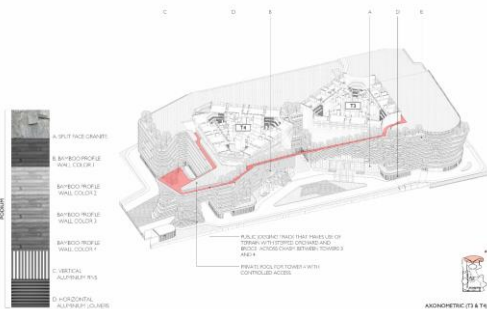 C D B A D B
T3
T4
A. SPLIT FACE GRANITE
B. BAMBOO PROFILE
WALL COLOR 1
BAMBOO PROFILE
WALL COLOR 2
BAMBOO PROFILE
WALL COLOR 3
BAMBOO PROFILE
WALL COLOR 4
C. VERTICAL
ALUMINIUM FINS
D. HORIZONTAL
ALUMINIUM LOUVERS
PODIUM
PUBLIC JOGGING TRACK THAT MAKES USE OF
TERRAIN WITH STEPPED ORCHARD AND
BRIDGE ACROSS CHASM BETWEEN TOWERS 3
AND 4
PRIVATE POOL FOR TOWER 4 WITH
CONTROLLED ACCESS
AXONOMETRIC (T3 & T4)